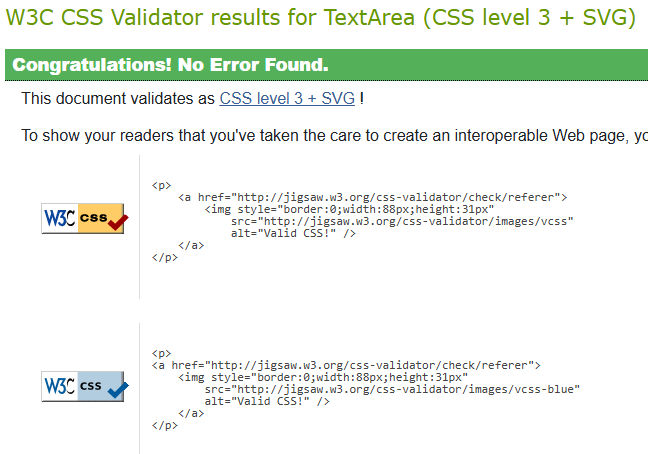 W3C CSS Validator results for TextArea (CSS level 3 + SVG)
Congratulations! No Error Found.
This document validates as CSS level 3 + SVG !
To show your readers that you've taken the care to create an interoperable Web page,
W3C css
<p>
<a href="http://jigsaw.w3.org/css-validator/check/referer">
<img style="border:0;width:88px;height:31px"
src="http://jigsaw.w3.org/css-validator/images/vcss"
alt="Valid CSS!" />
</a>
</p>
W3C css
<p>
<a href="http://jigsaw.w3.org/css-validator/check/referer">
<img style="border:0;width:88px;height:31px"
src="http://jigsaw.w3.org/css-validator/images/vcss-blue"
alt="Valid CSS!" />
</a>
</p>